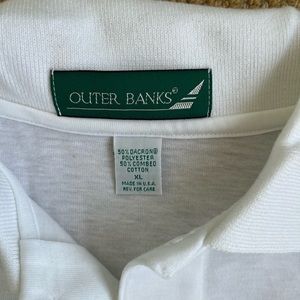 OUTER BANKS®
50% DACRON®
POLYESTER
50% COMBED
COTTON
XL
MADE IN U.S.A.
REV. FOR CARE